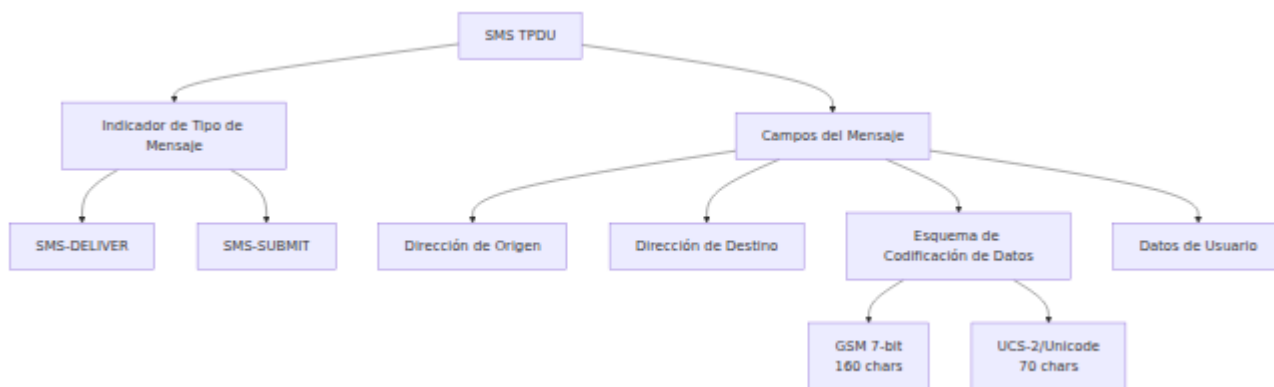 SMS TPDU
Indicador de Tipo de
Mensaje
Campos del Mensaje
SMS-DELIVER
SMS-SUBMIT
Dirección de Origen
Dirección de Destino
Esquema de
Codificación de Datos
Datos de Usuario
GSM 7-bit
160 chars
UCS-2/Unicode
70 chars